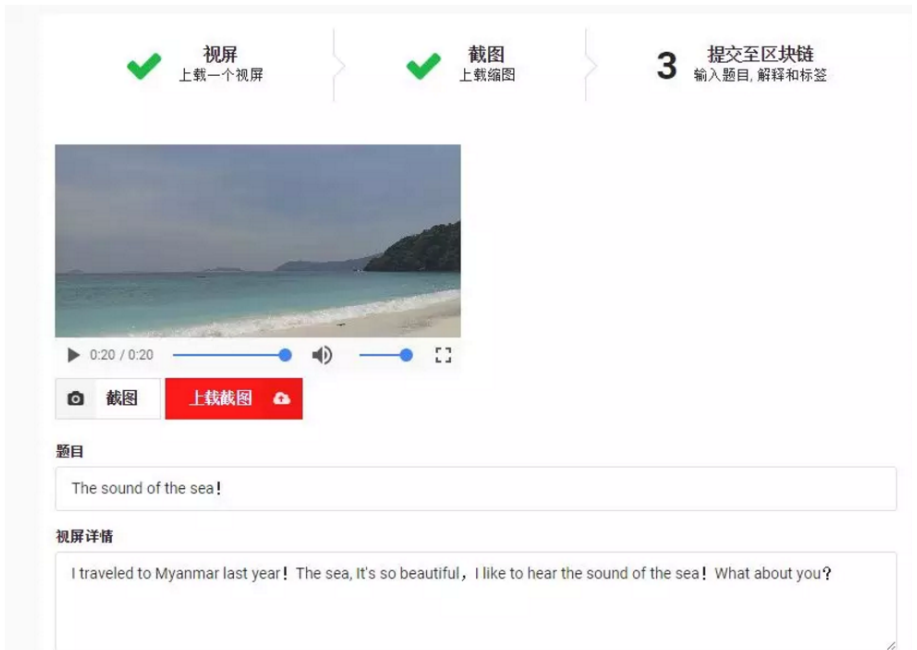 视屏
上载一个视屏
截图
上载缩图
3
提交至区块链
输入题目, 解释和标签
0:20 / 0:20
截图
上载截图
题目
The sound of the sea！
视屏详情
I traveled to Myanmar last year！The sea, It's so beautiful，I like to hear the sound of the sea！What about you？